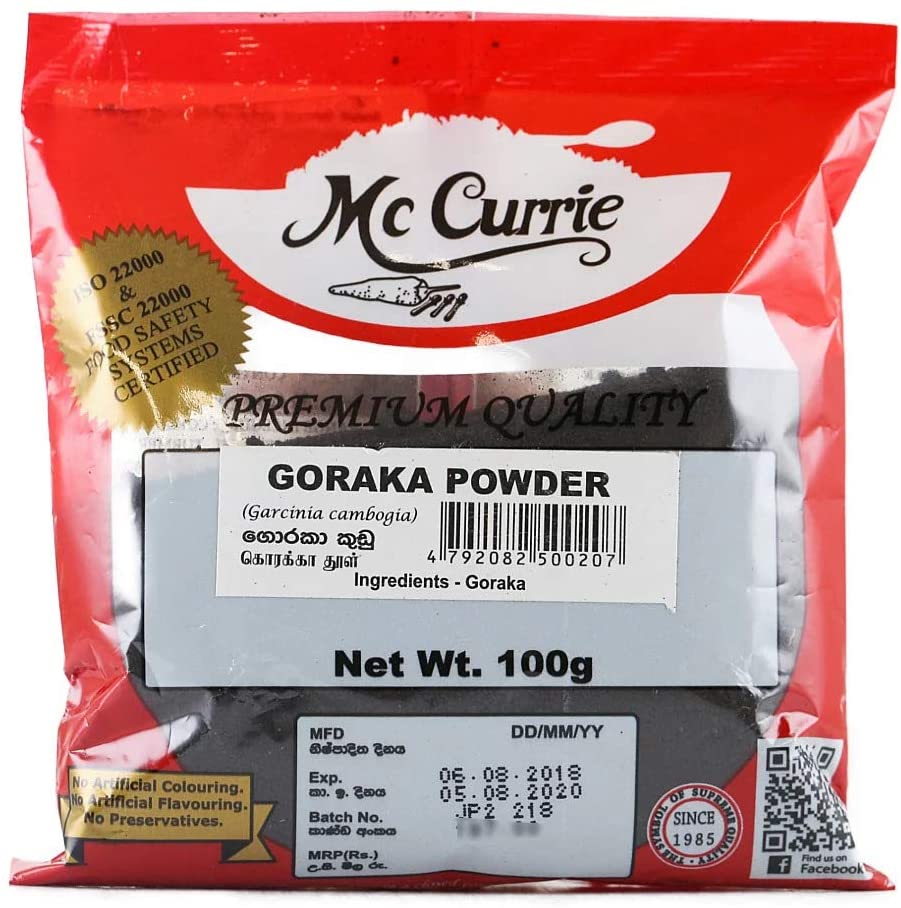 Mc Currie
ISO 22000
&
FSSC 22000
FOOD SAFETY
SYSTEMS
CERTIFIED
PREMIUM QUALITY
GORAKA POWDER
(Garcinia cambogia)
ගොරකා කුඩු
கொரக்கா தூள்
4 792082 500207
Ingredients - Goraka
Net Wt. 100g
MFD DD/MM/YY
නිෂ්පාදිත දිනය
Exp. 06.08.2018
කා. ඉ. දිනය 05.08.2020
Batch No. JP2 218
කාණ්ඩ අංකය
MRP(Rs.)
උ.සි. මිල රු.
No Artificial Colouring.
No Artificial Flavouring.
No Preservatives.
THE SYMBOL OF SUPREME QUALITY
SINCE
1985
Find us on
Facebook